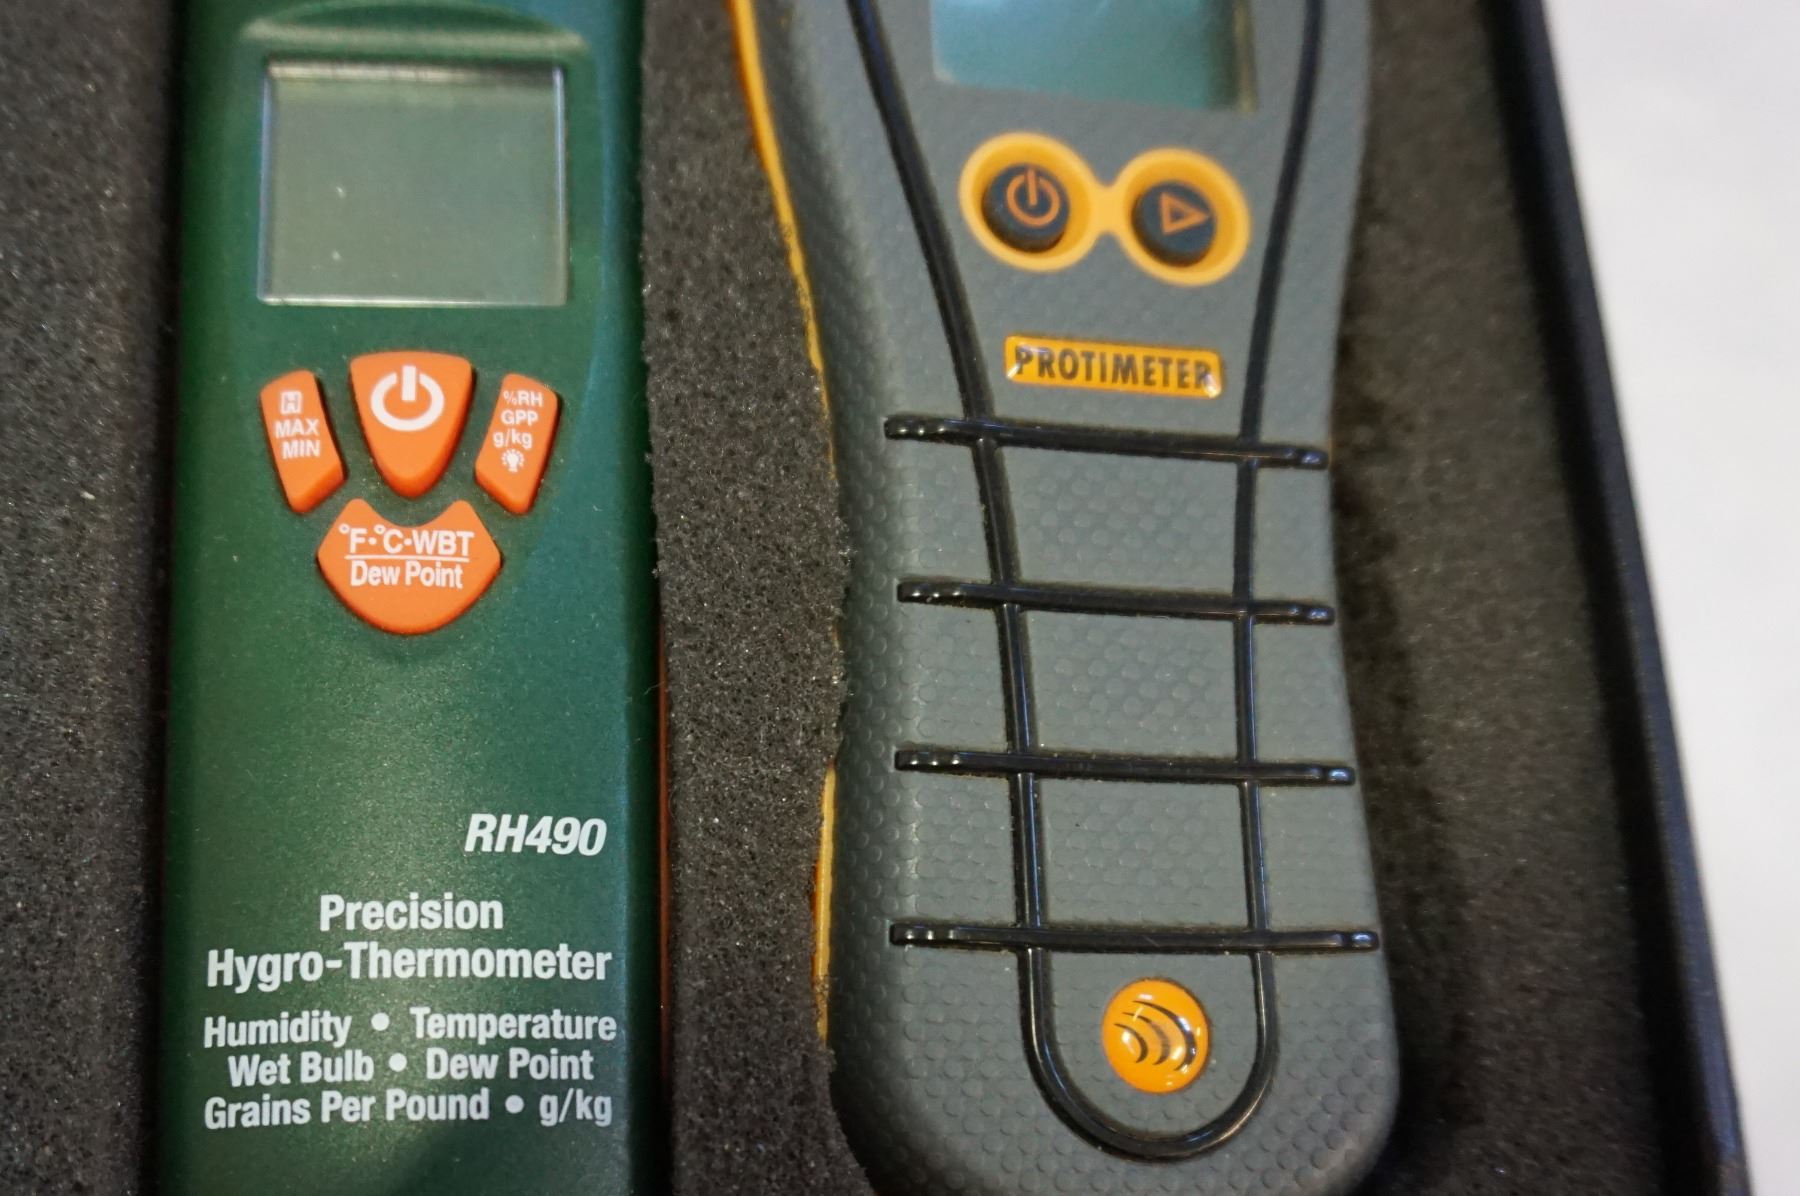 H
MAX
MIN
%RH
GPP
g/kg
°F•°C•WBT
Dew Point
RH490
Precision
Hygro-Thermometer
Humidity • Temperature
Wet Bulb • Dew Point
Grains Per Pound • g/kg
PROTIMETER